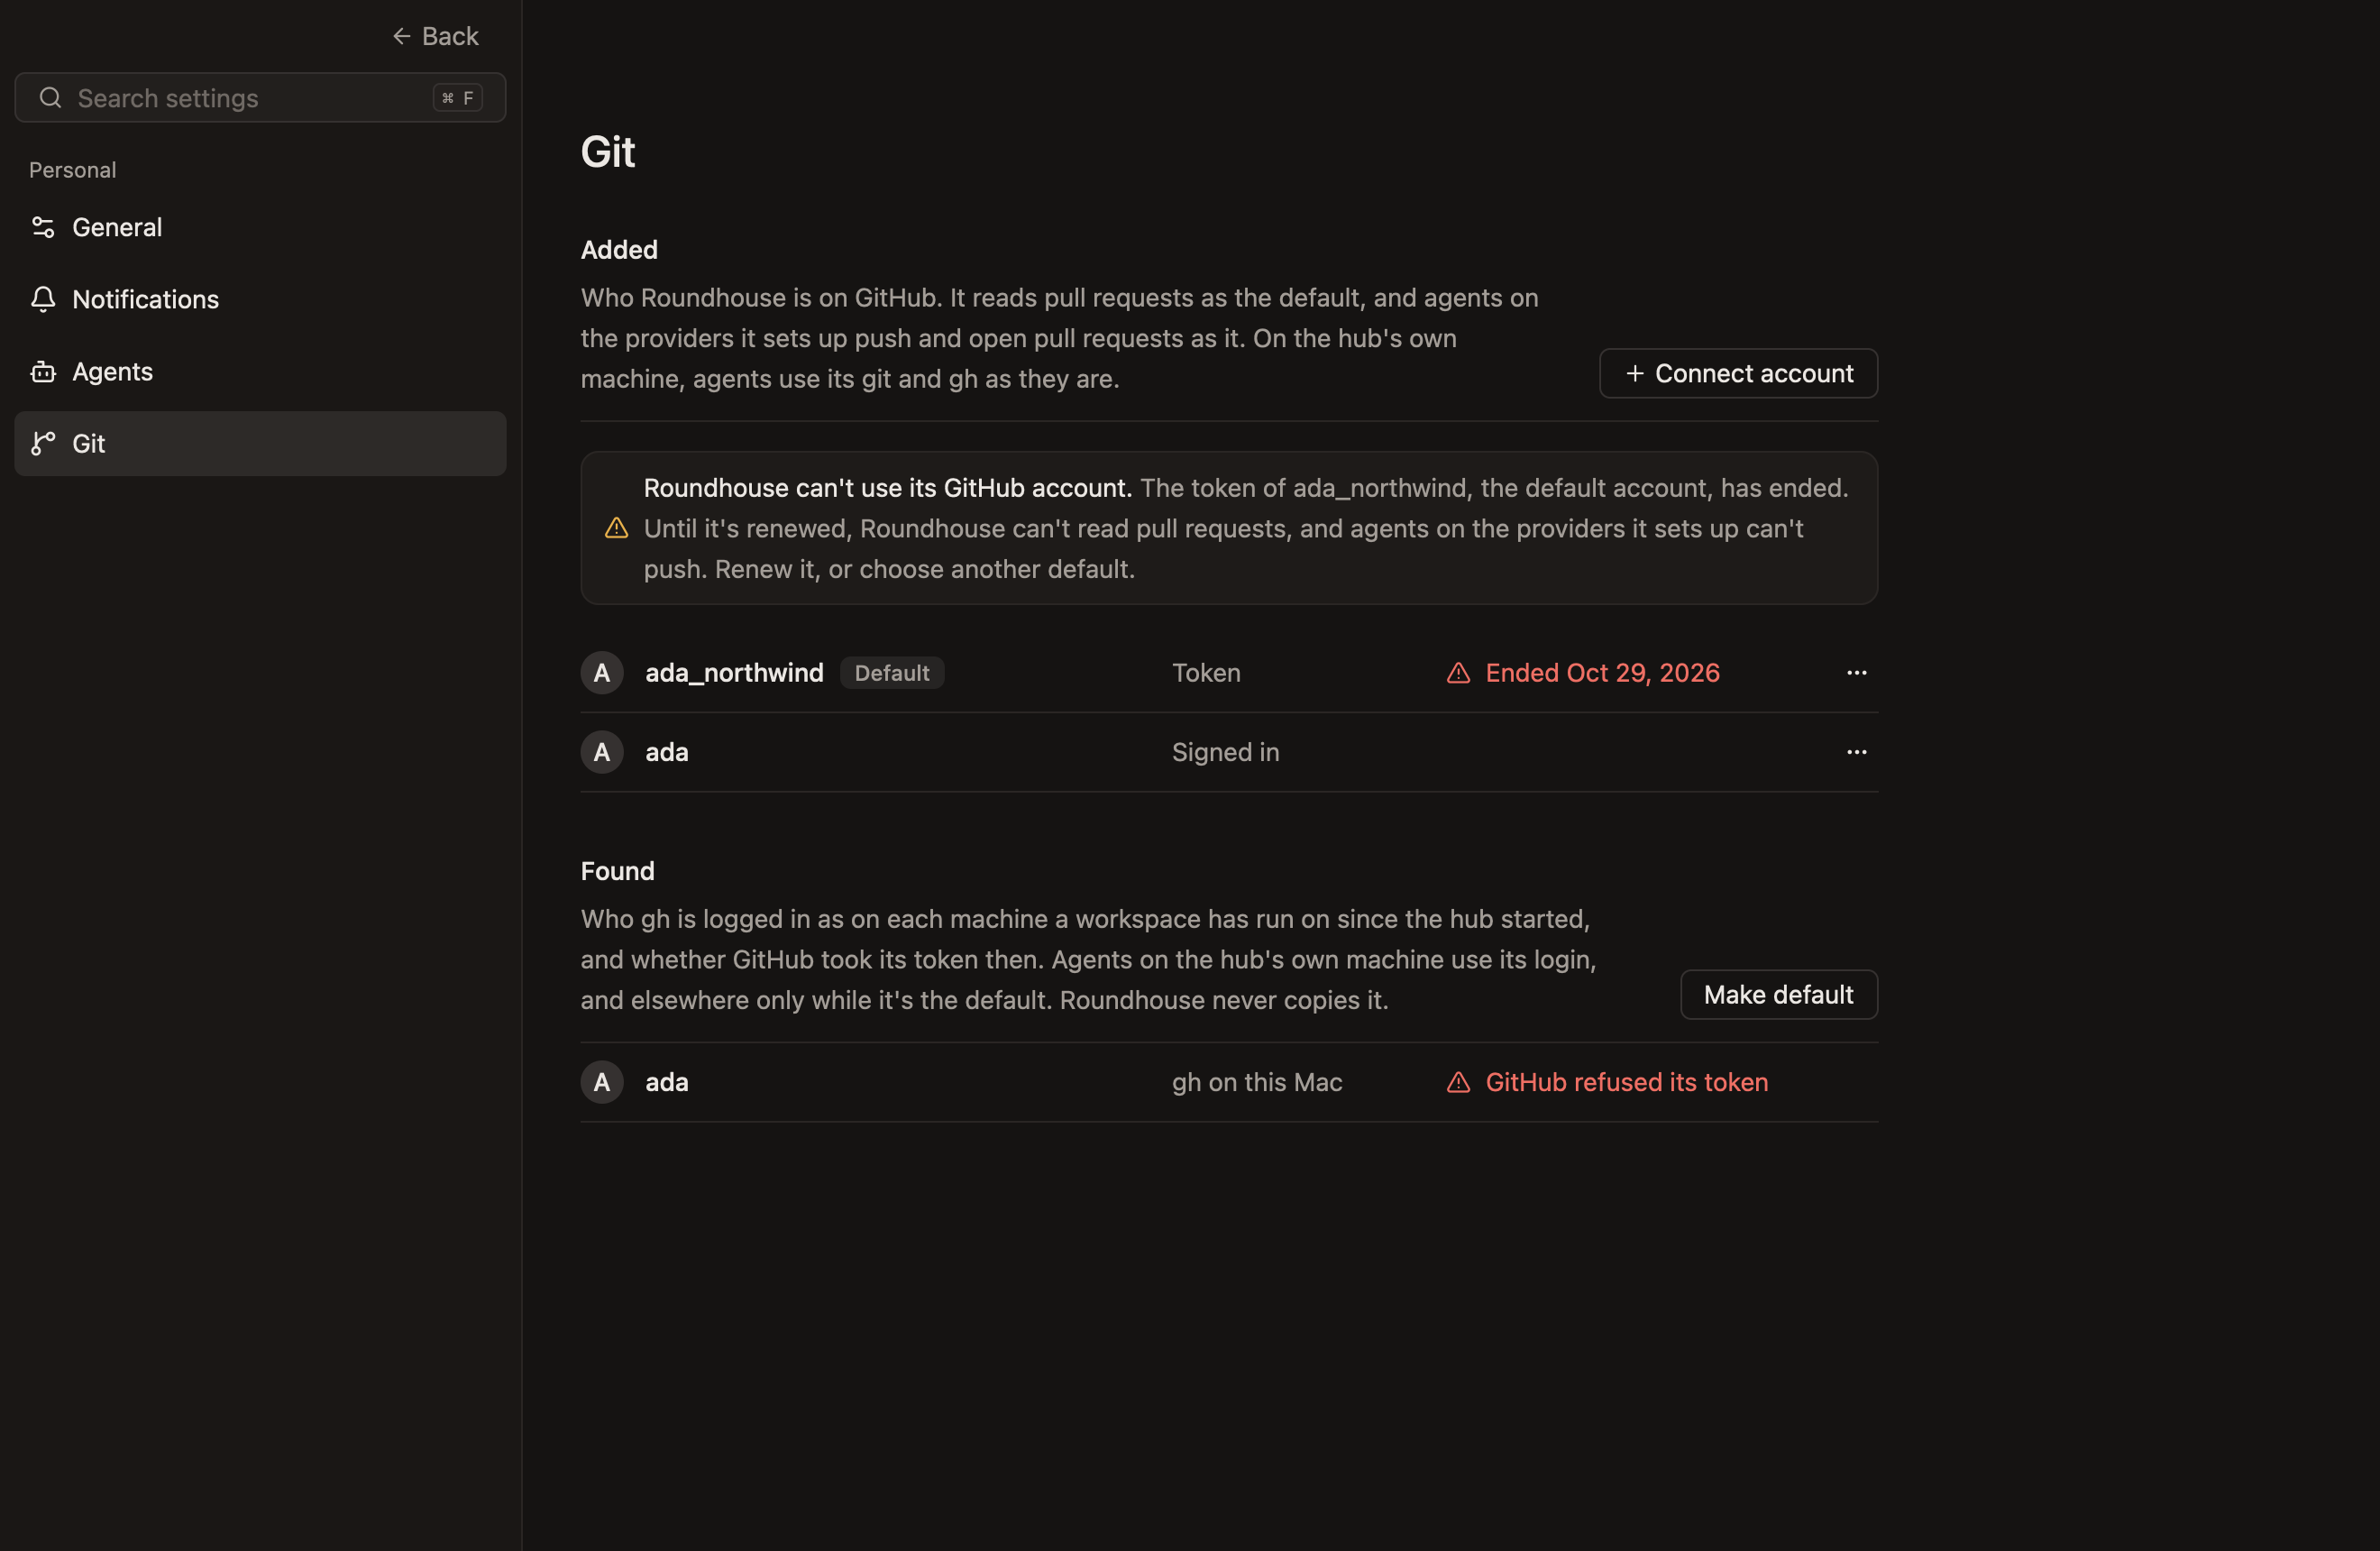 ← Back
Search settings ⌘ F
Personal
General
Notifications
Agents
Git
Git
Added
Who Roundhouse is on GitHub. It reads pull requests as the default, and agents on
the providers it sets up push and open pull requests as it. On the hub's own
machine, agents use its git and gh as they are.
+ Connect account
Roundhouse can't use its GitHub account. The token of ada_northwind, the default account, has ended.
Until it's renewed, Roundhouse can't read pull requests, and agents on the providers it sets up can't
push. Renew it, or choose another default.
A ada_northwind Default Token Ended Oct 29, 2026 ···
A ada Signed in ···
Found
Who gh is logged in as on each machine a workspace has run on since the hub started,
and whether GitHub took its token then. Agents on the hub's own machine use its login,
and elsewhere only while it's the default. Roundhouse never copies it.
Make default
A ada gh on this Mac GitHub refused its token